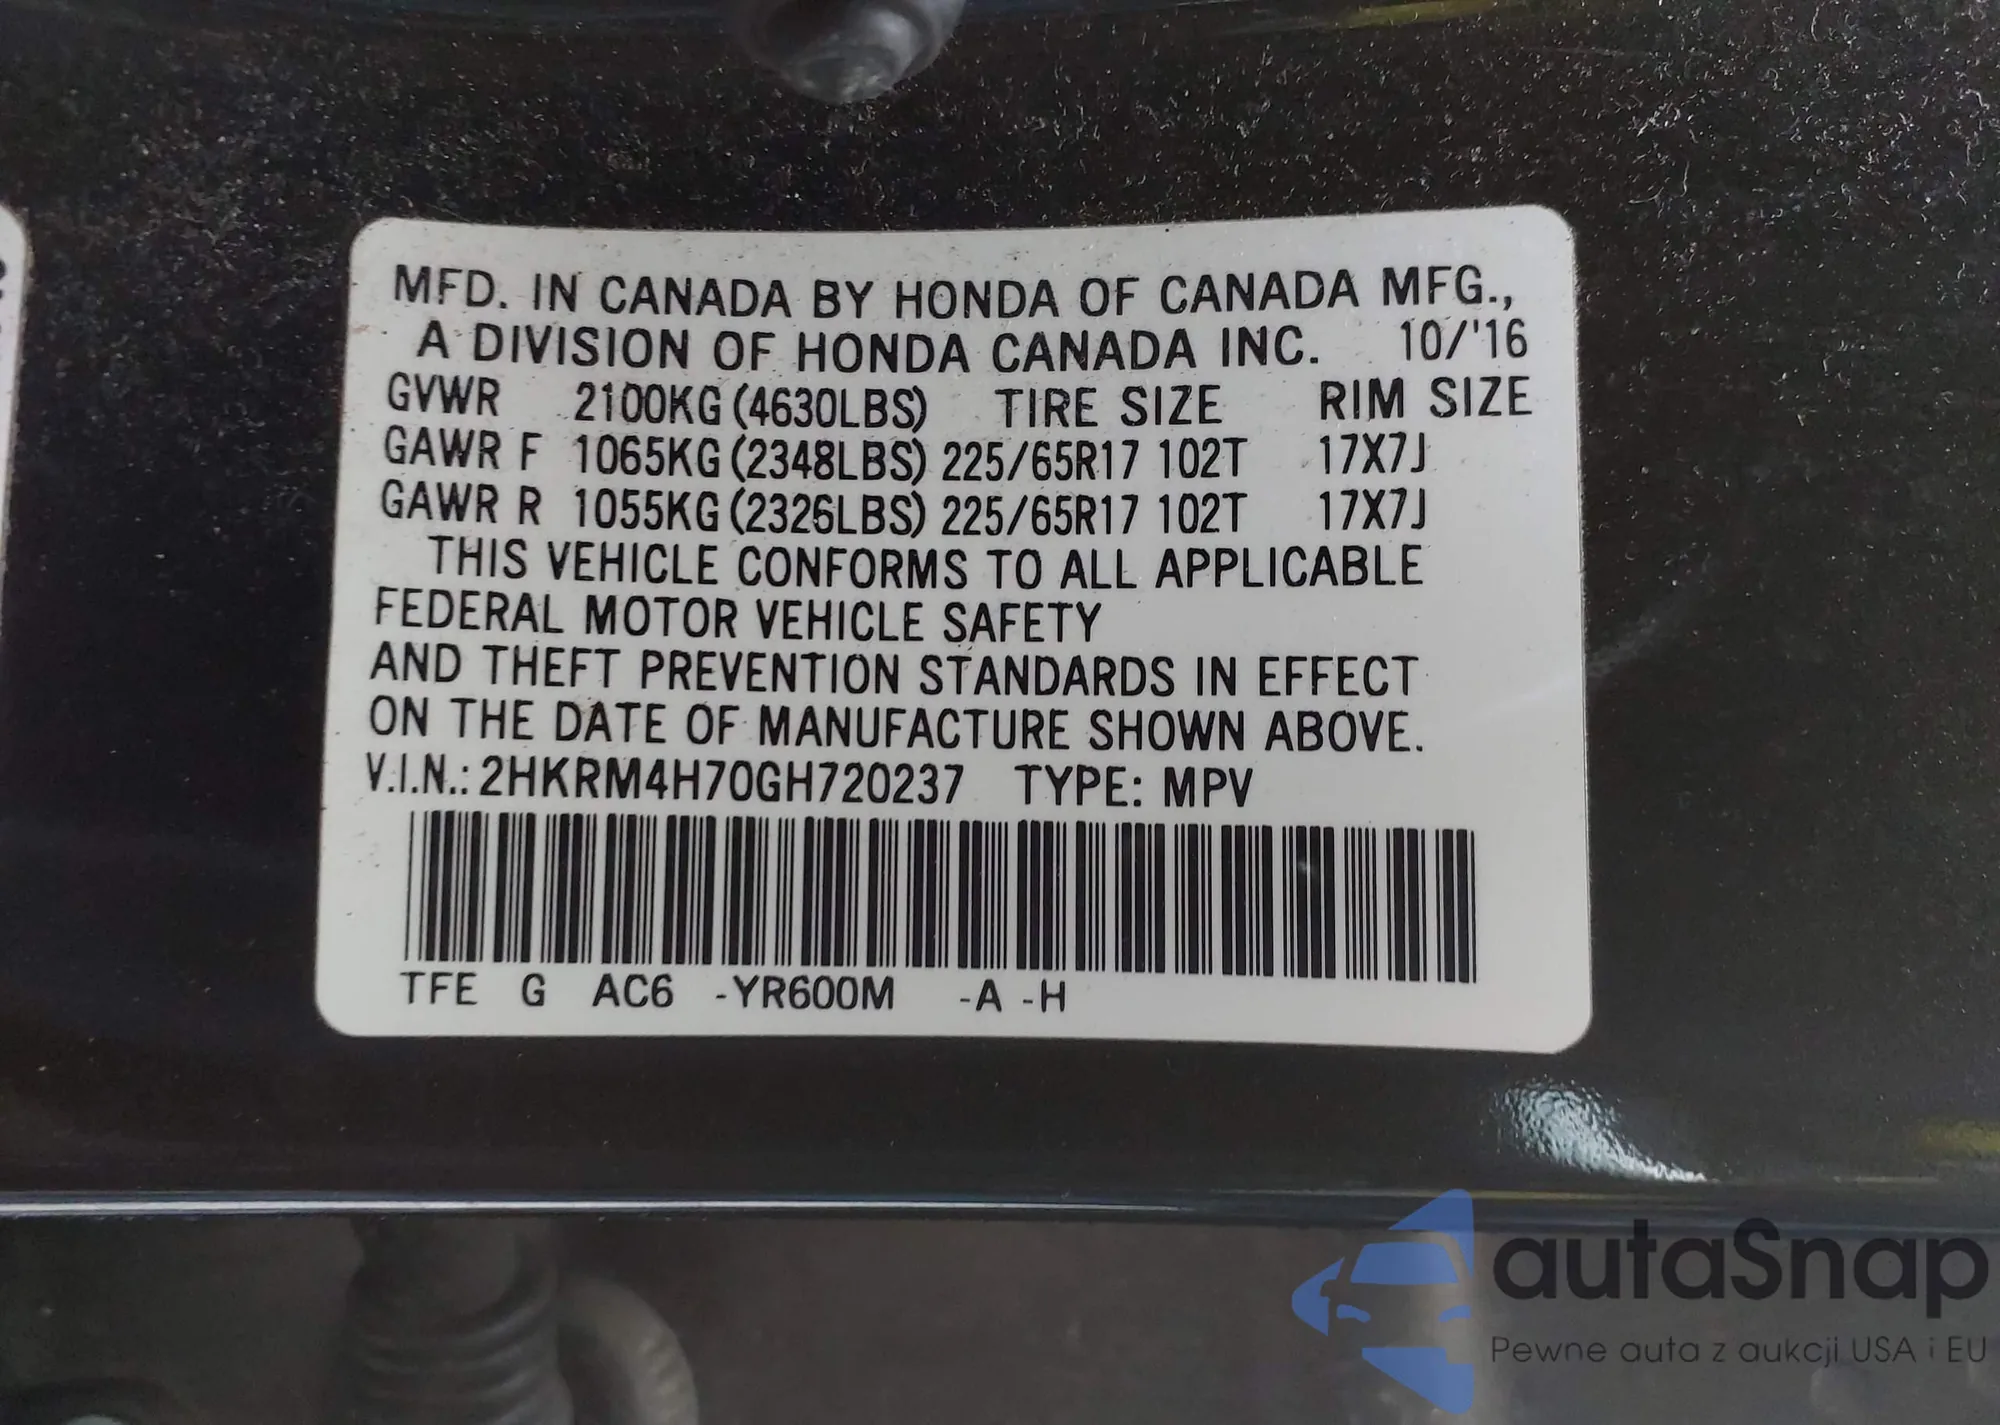 MFD. IN CANADA BY HONDA OF CANADA MFG.,
A DIVISION OF HONDA CANADA INC. 10/'16
GVWR 2100KG (4630LBS) TIRE SIZE RIM SIZE
GAWR F 1065KG (2348LBS) 225/65R17 102T 17X7J
GAWR R 1055KG (2326LBS) 225/65R17 102T 17X7J
THIS VEHICLE CONFORMS TO ALL APPLICABLE
FEDERAL MOTOR VEHICLE SAFETY
AND THEFT PREVENTION STANDARDS IN EFFECT
ON THE DATE OF MANUFACTURE SHOWN ABOVE.
V.I.N.: 2HKRM4H70GH720237 TYPE: MPV
TFE G AC6 -YR600M -A -H
autaSnap
Pewne auta z aukcji USA i EU